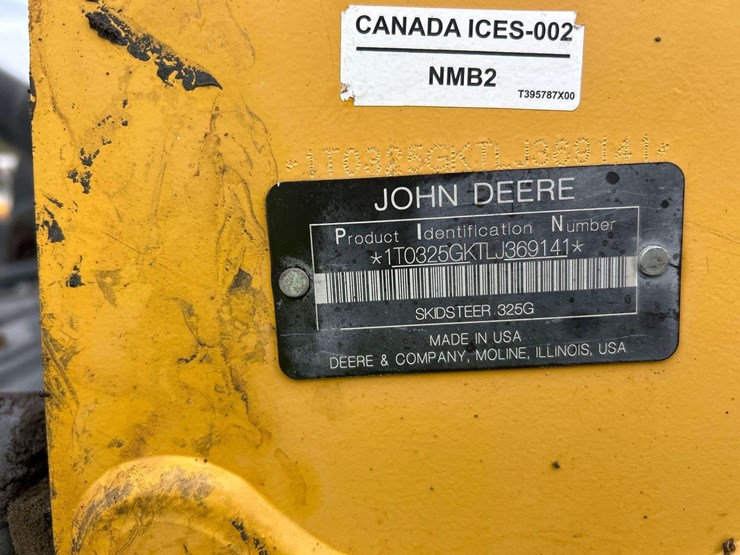 CANADA ICES-002
NMB2
T395787X00
*1T0325GKTLJ369141*
JOHN DEERE
Product Identification Number
*1T0325GKTLJ369141*
SKIDSTEER 325G
MADE IN USA
DEERE & COMPANY, MOLINE, ILLINOIS, USA